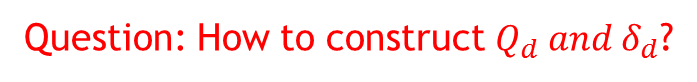 Question: How to construct Q_d and δ_d?